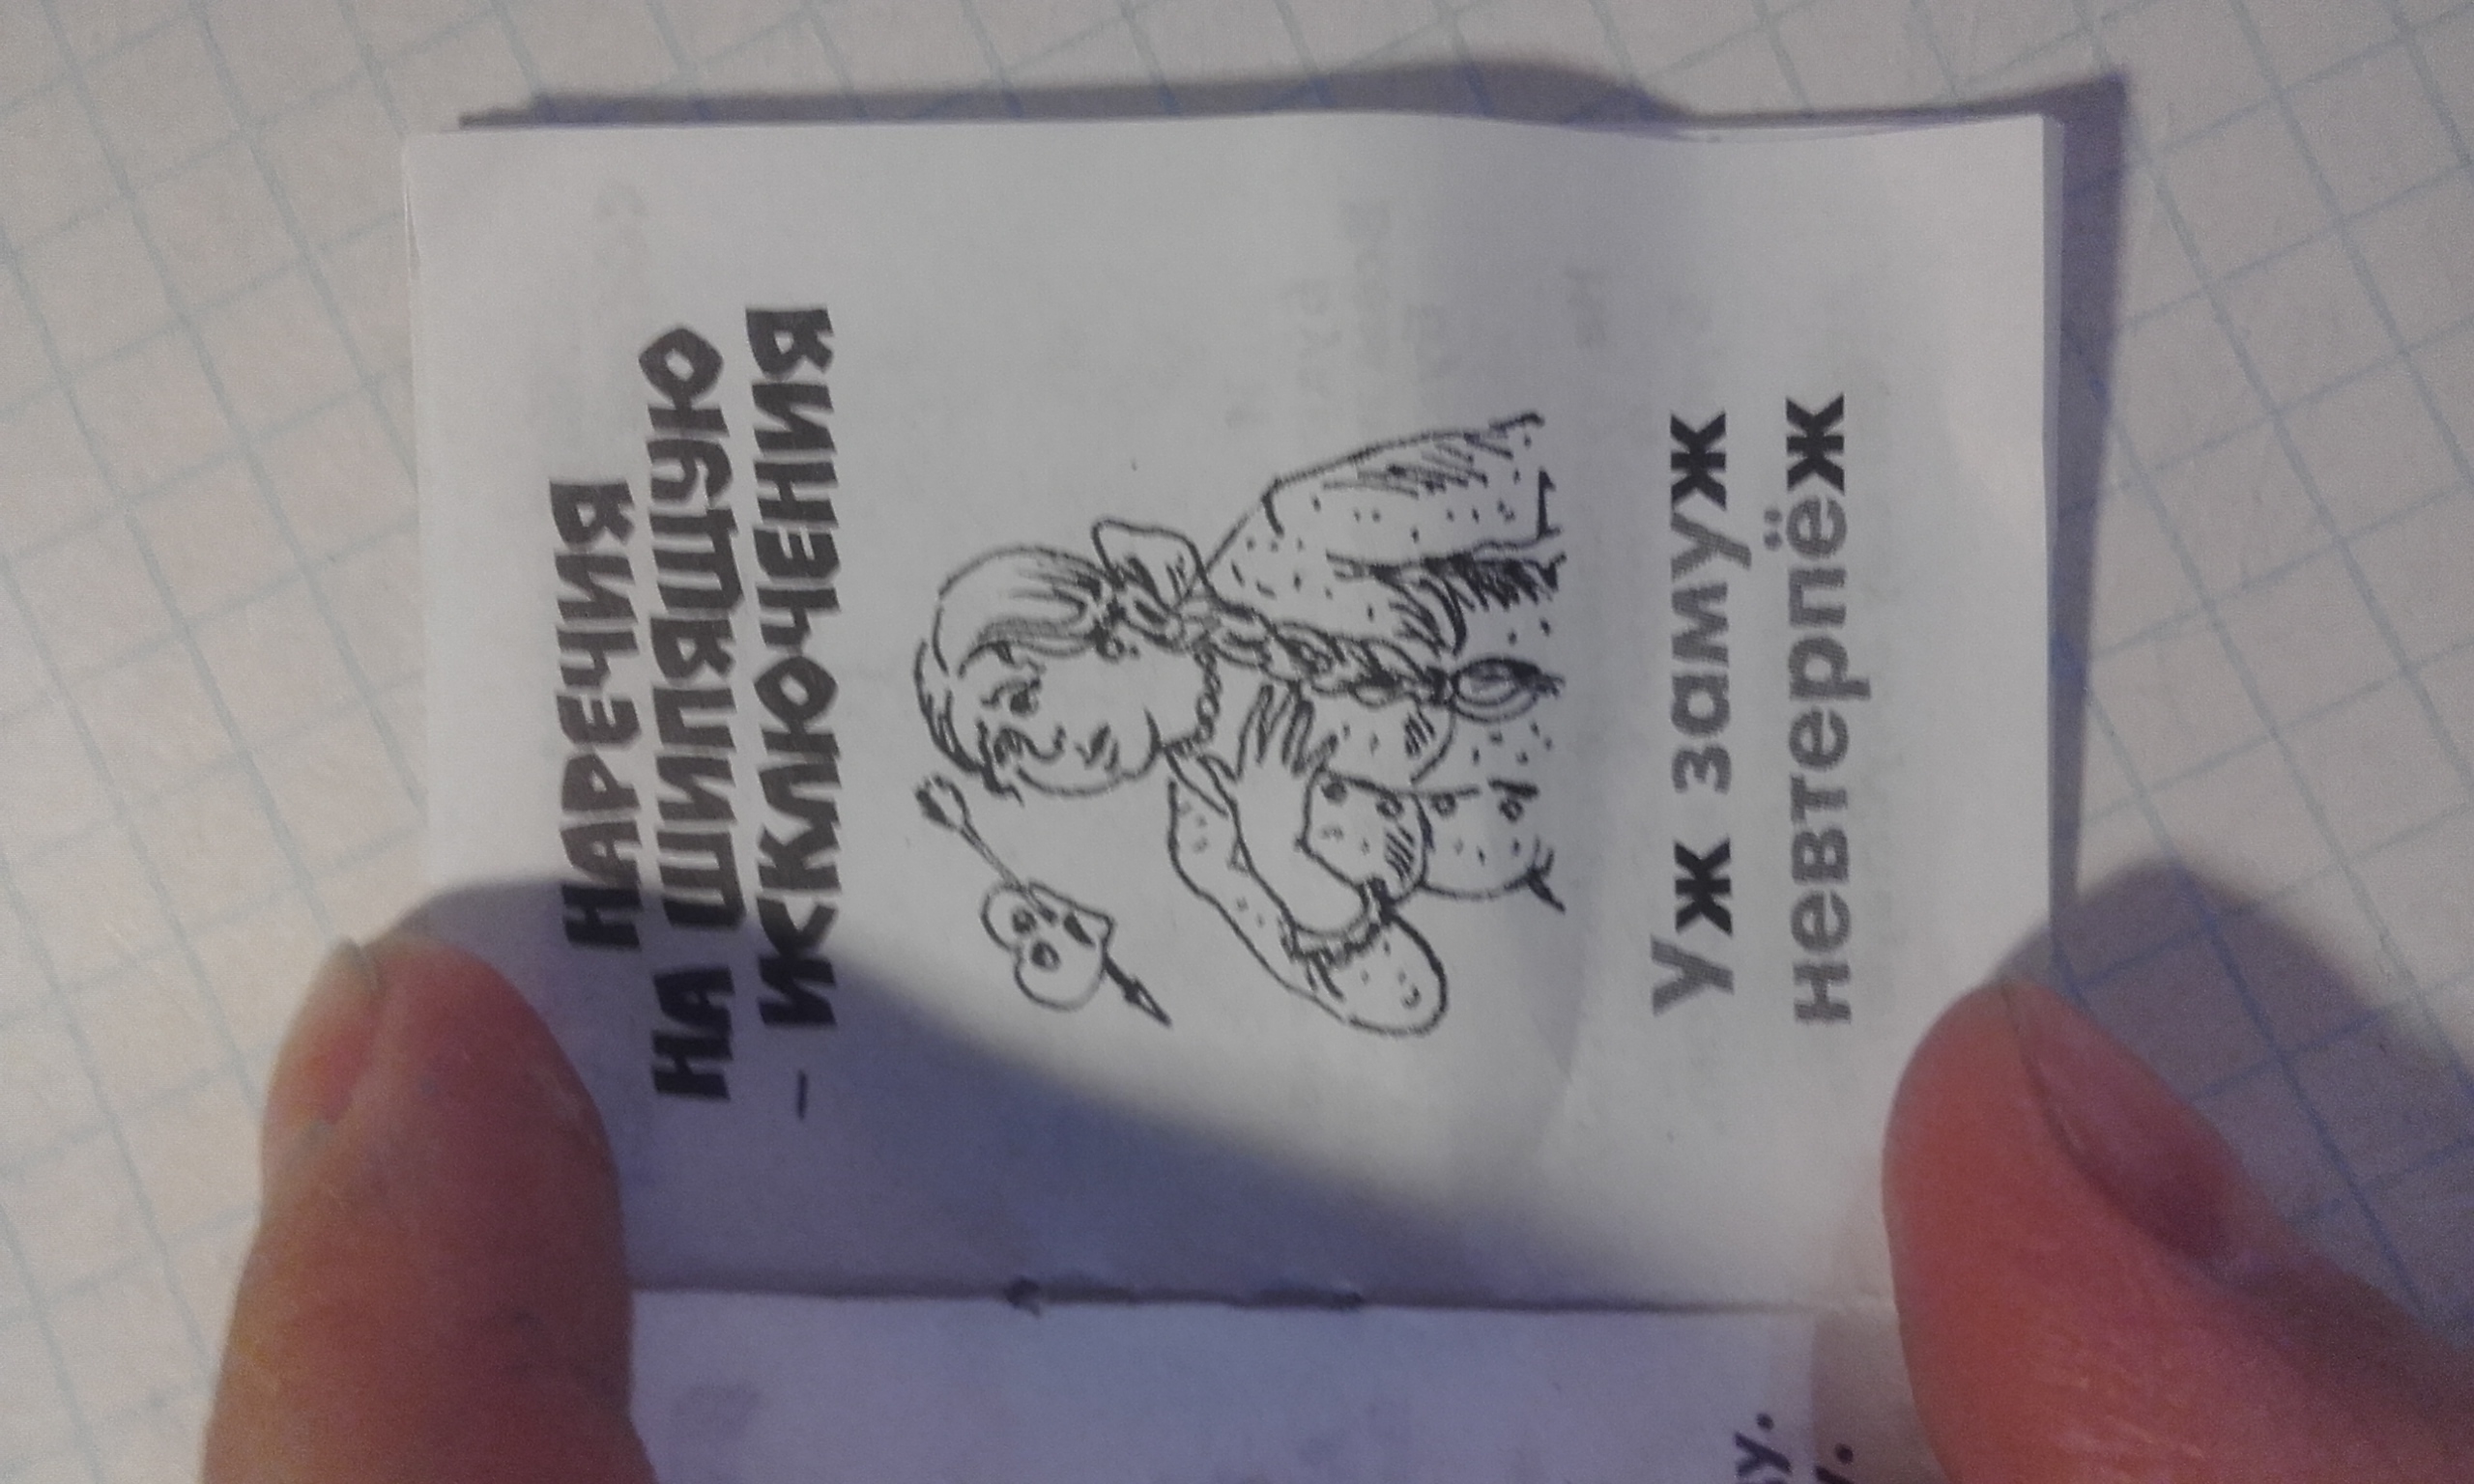 НАРЕЧИЯ
НА ШИПЯЩУЮ
– ИСКЛЮЧЕНИЯ
Уж замуж
невтерпёж